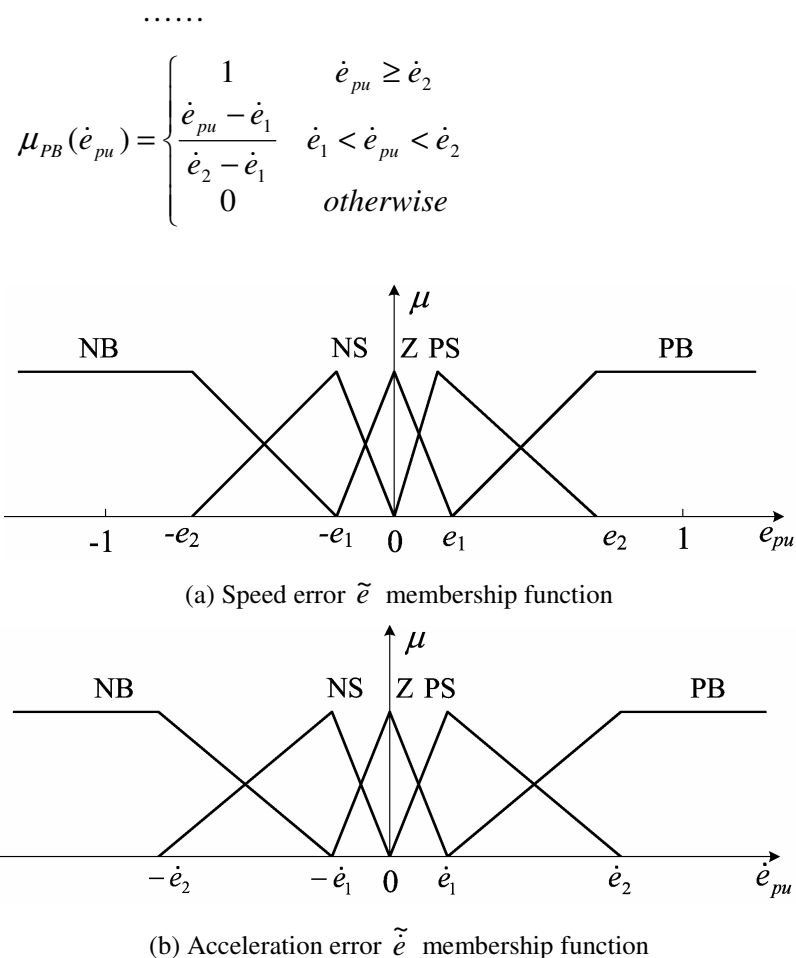 ……
μ_PB(ė_pu) = { 1    ė_pu ≥ ė_2
(ė_pu − ė_1)/(ė_2 − ė_1)    ė_1 < ė_pu < ė_2
0    otherwise
μ
NB NS Z PS PB
-1 -e_2 -e_1 0 e_1 e_2 1 e_pu
(a) Speed error ẽ membership function
μ
NB NS Z PS PB
−ė_2 −ė_1 0 ė_1 ė_2 ė_pu
(b) Acceleration error ė̃ membership function